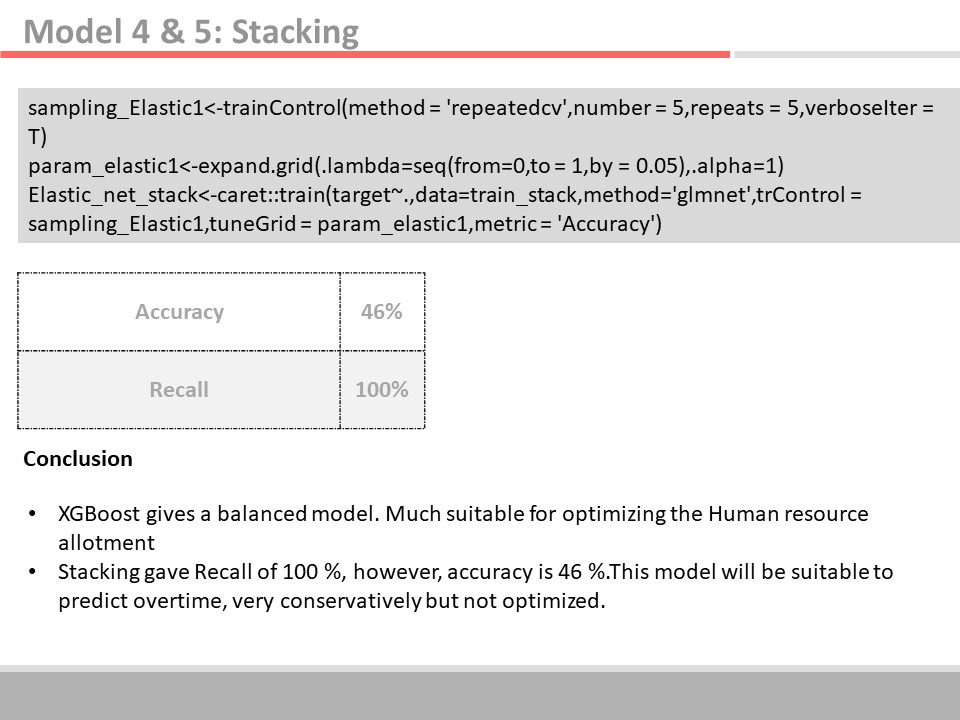 Model 4 & 5: Stacking
sampling_Elastic1<-trainControl(method = 'repeatedcv',number = 5,repeats = 5,verboseIter =
T)
param_elastic1<-expand.grid(.lambda=seq(from=0,to = 1,by = 0.05),.alpha=1)
Elastic_net_stack<-caret::train(target~.,data=train_stack,method='glmnet',trControl =
sampling_Elastic1,tuneGrid = param_elastic1,metric = 'Accuracy')
Accuracy 46%
Recall 100%
Conclusion
• XGBoost gives a balanced model. Much suitable for optimizing the Human resource
allotment
• Stacking gave Recall of 100 %, however, accuracy is 46 %.This model will be suitable to
predict overtime, very conservatively but not optimized.